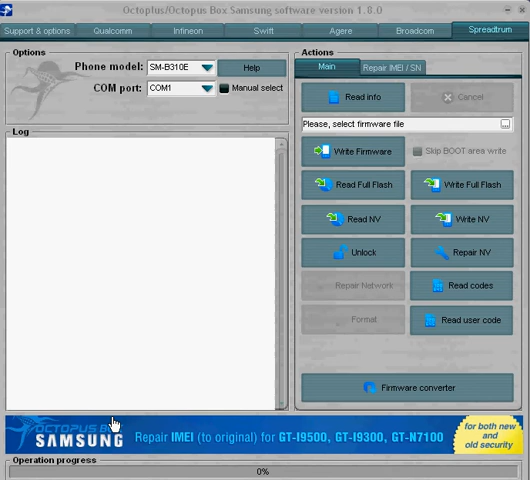 Octoplus/Octopus Box Samsung software version 1.8.0
Support & options Qualcomm Infineon Swift Agere Broadcom Spreadtrum
Options
Phone model: SM-B310E Help
COM port: COM1 Manual select
Log
Actions
Main Repair IMEI / SN
Read info Cancel
Please, select firmware file ...
Write Firmware Skip BOOT area write
Read Full Flash Write Full Flash
Read NV Write NV
Unlock Repair NV
Repair Network Read codes
Format Read user code
Firmware converter
OCTOPUS BOX
SAMSUNG
Repair IMEI (to original) for GT-I9500, GT-I9300, GT-N7100
for both new
and
old security
Operation progress
0%